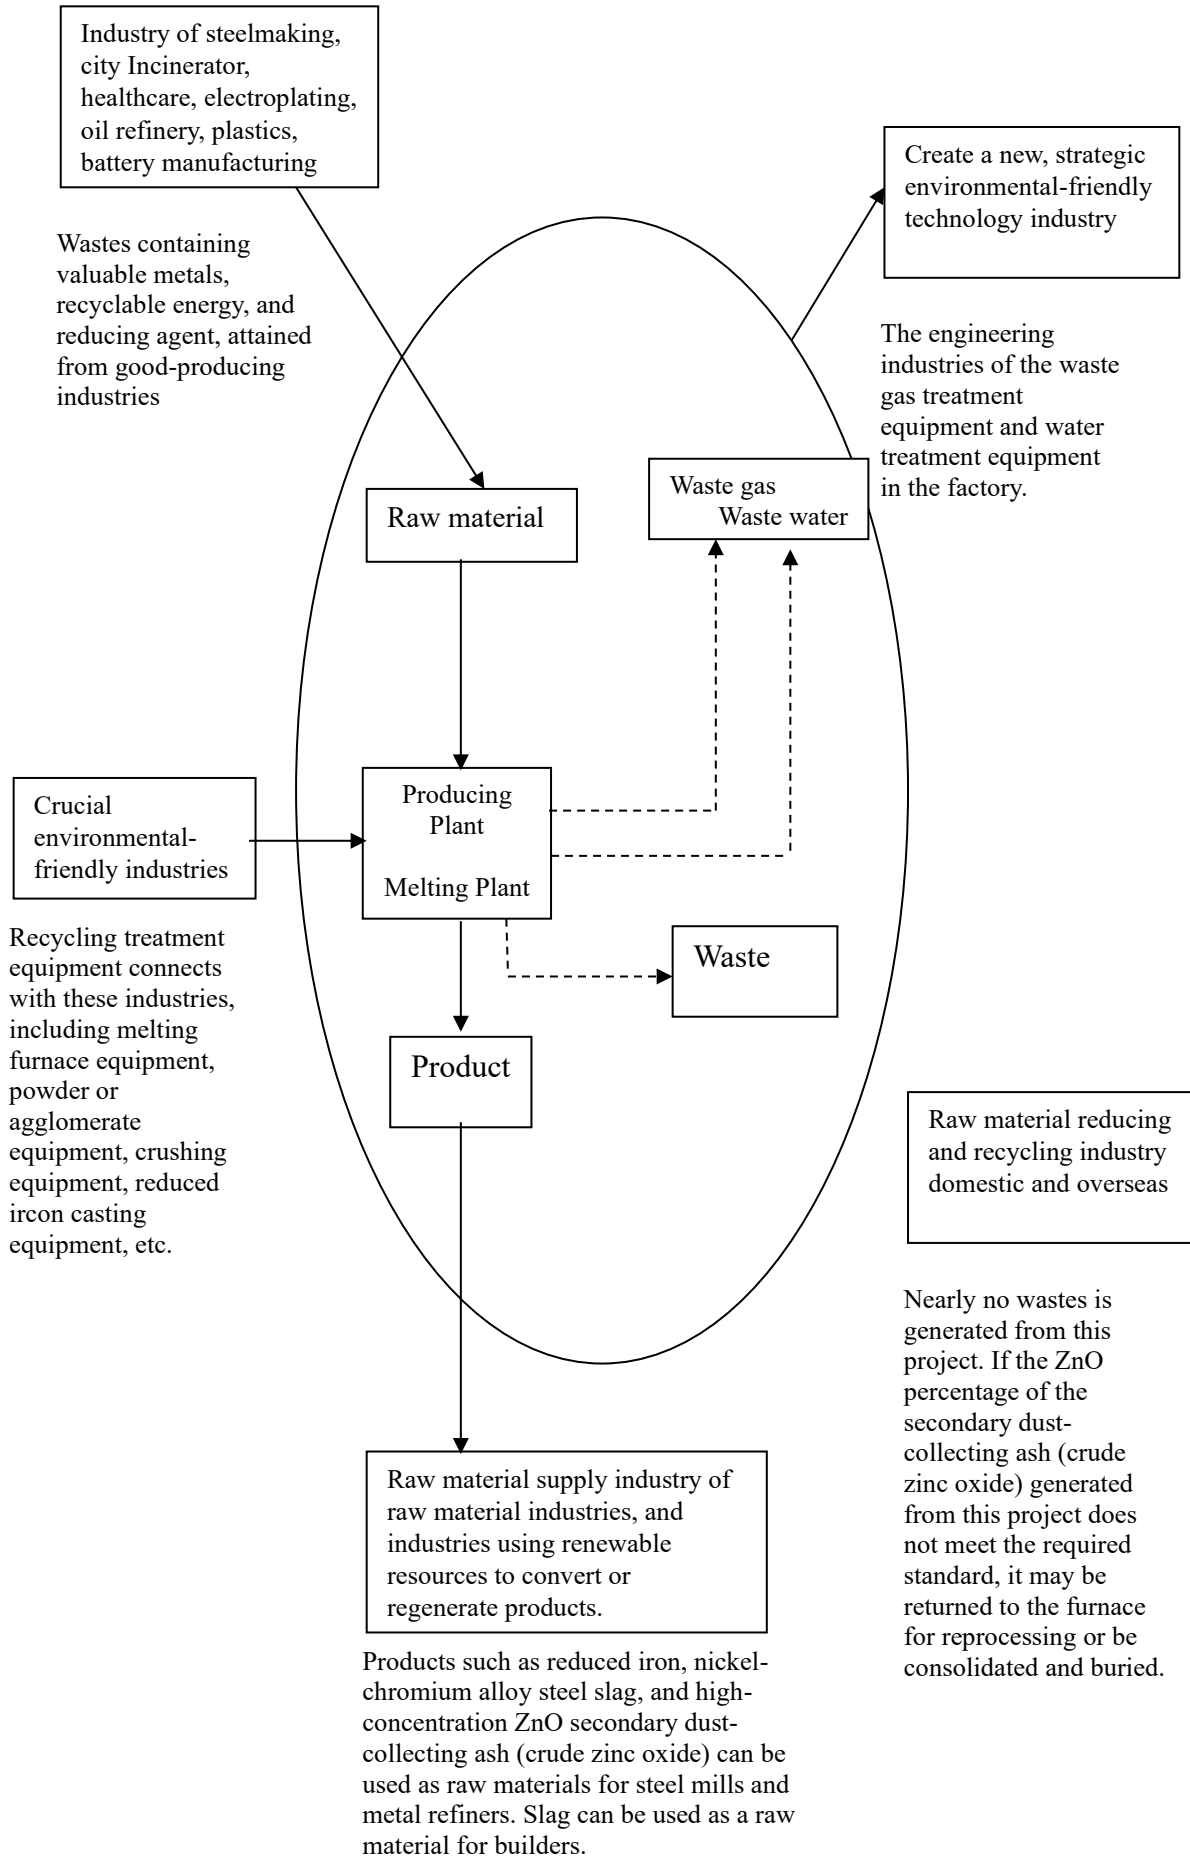 Industry of steelmaking,
city Incinerator,
healthcare, electroplating,
oil refinery, plastics,
battery manufacturing
Create a new, strategic
environmental-friendly
technology industry
Wastes containing
valuable metals,
recyclable energy, and
reducing agent, attained
from good-producing
industries
The engineering
industries of the waste
gas treatment
equipment and water
treatment equipment
in the factory.
Raw material
Waste gas
Waste water
Producing
Plant
Melting Plant
Crucial
environmental-
friendly industries
Recycling treatment
equipment connects
with these industries,
including melting
furnace equipment,
powder or
agglomerate
equipment, crushing
equipment, reduced
ircon casting
equipment, etc.
Waste
Product
Raw material reducing
and recycling industry
domestic and overseas
Nearly no wastes is
generated from this
project. If the ZnO
percentage of the
secondary dust-
collecting ash (crude
zinc oxide) generated
from this project does
not meet the required
standard, it may be
returned to the furnace
for reprocessing or be
consolidated and buried.
Raw material supply industry of
raw material industries, and
industries using renewable
resources to convert or
regenerate products.
Products such as reduced iron, nickel-
chromium alloy steel slag, and high-
concentration ZnO secondary dust-
collecting ash (crude zinc oxide) can be
used as raw materials for steel mills and
metal refiners. Slag can be used as a raw
material for builders.